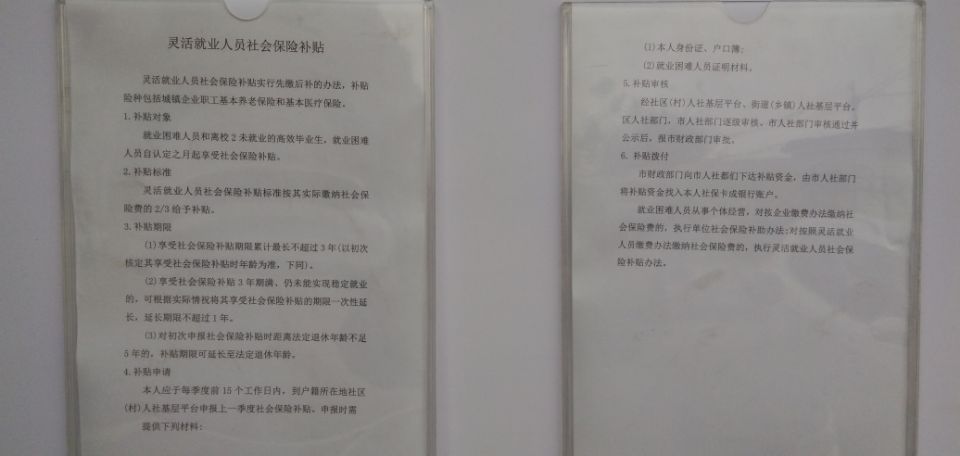 灵活就业人员社会保险补贴
灵活就业人员社会保险补贴实行先缴后补的办法，补贴
险种包括城镇企业职工基本养老保险和基本医疗保险。
1.补贴对象
就业困难人员和离校2未就业的高效毕业生，就业困难
人员自认定之月起享受社会保险补贴。
2.补贴标准
灵活就业人员社会保险补贴标准按其实际缴纳社会保
险费的2/3给予补贴。
3.补贴期限
(1)享受社会保险补贴期限累计最长不超过3年(以初次
核定其享受社会保险补贴时年龄为准，下同)。
(2)享受社会保险补贴3年期满、仍未能实现稳定就业
的，可根据实际情祝将其享受社会保险补贴的期限一次性延
长，延长期限不超过1年。
(3)对初次申报社会保险补贴时距离法定退休年龄不足
5年的，补贴期限可延长至法定退休年龄。
4.补贴申请
本人应于每季度前15个工作日内，到户籍所在地社区
(村)人社基层平台申报上一季度社会保险补贴、申报时需
提供下列材料:
(1)本人身份证、户口簿;
(2)就业困难人员证明材料。
5.补贴审核
经社区(村)人社基层平台、街道(乡镇)人社基层平台、
区人社部门，市人社部门逐级审核、市人社部门审核通过并
公示后，报市财政部门审批。
6.补贴拨付
市财政部门向市人社都们下达补贴资金，由市人社部门
将补贴资金找入本人社保卡或银行账户。
就业困难人员从事个体经营，对按企业缴费办法缴纳社
会保险费的，执行单位社会保险补助办法;对按照灵活就业
人员缴费办法缴纳社会保险费的，执行灵活就业人员社会保
险补贴办法。